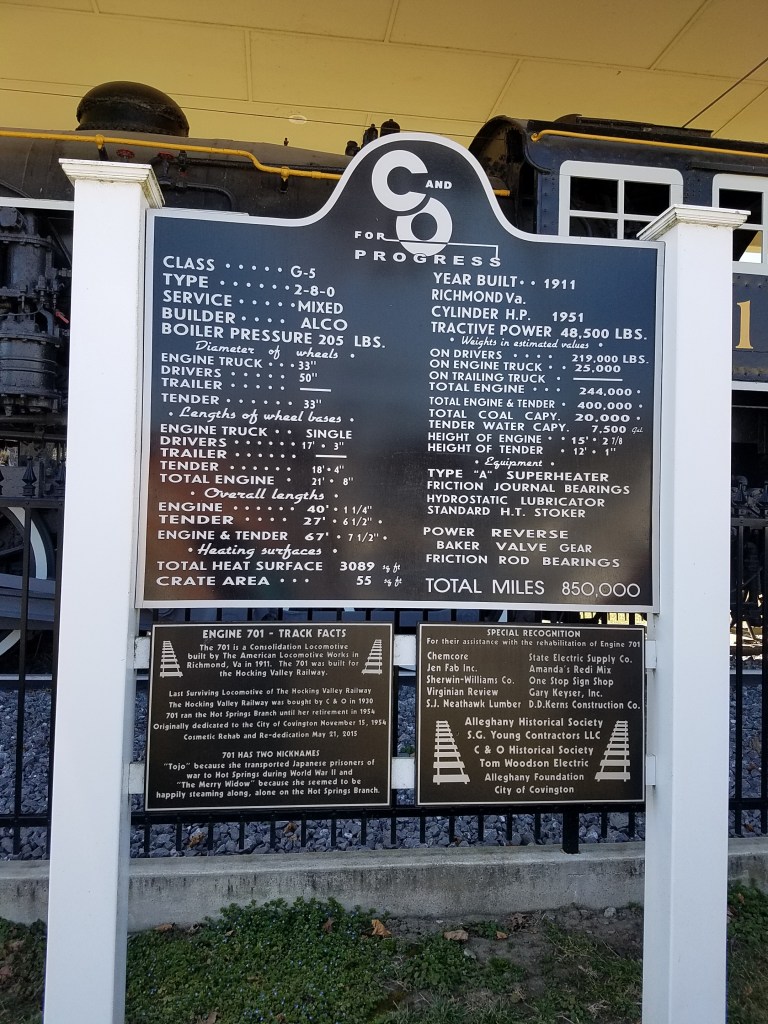 C AND O
FOR
PROGRESS
CLASS ····· G-5
TYPE ······· 2-8-0
SERVICE ····· MIXED
BUILDER ···· ALCO
BOILER PRESSURE 205 LBS.
Diameter of wheels ·
ENGINE TRUCK ··· 33"
DRIVERS ····· 50"
TRAILER ····
TENDER ····· 33"
· Lengths of wheel bases ·
ENGINE TRUCK ·· SINGLE
DRIVERS ····· 17' · 3"
TRAILER ····
TENDER ····· 18' · 4"
TOTAL ENGINE · 21' · 8"
· Overall lengths ·
ENGINE ····· 40' · 1 1/4"
TENDER ···· 27' · 6 1/2" ·
ENGINE & TENDER 67' · 7 1/2" ·
· Heating surfaces ·
TOTAL HEAT SURFACE 3089 sq ft
CRATE AREA ··· 55 sq ft
YEAR BUILT ·· 1911
RICHMOND Va.
CYLINDER H.P. 1951
TRACTIVE POWER 48,500 LBS.
· Weights in estimated values ·
ON DRIVERS ···· 219,000 LBS.
ON ENGINE TRUCK ·· 25,000
ON TRAILING TRUCK ·
TOTAL ENGINE ··· 244,000 ·
TOTAL ENGINE & TENDER · 400,000 ·
TOTAL COAL CAPY. 20,000 ·
TENDER WATER CAPY. 7,500 Gal.
HEIGHT OF ENGINE ·· 15' · 2 7/8
HEIGHT OF TENDER · 12' · 1"
· Equipment ·
TYPE "A" SUPERHEATER
FRICTION JOURNAL BEARINGS
HYDROSTATIC LUBRICATOR
STANDARD H.T. STOKER
POWER REVERSE
BAKER VALVE GEAR
FRICTION ROD BEARINGS
TOTAL MILES 850,000
1
ENGINE 701 - TRACK FACTS
The 701 is a Consolidation Locomotive
built by The American Locomotive Works in
Richmond, Va in 1911. The 701 was built for
the Hocking Valley Railway.
Last Surviving Locomotive of The Hocking Valley Railway
The Hocking Valley Railway was bought by C & O in 1930
701 ran the Hot Springs Branch until her retirement in 1954
Originally dedicated to the City of Covington November 15, 1954
Cosmetic Rehab and Re-dedication May 21, 2015
701 HAS TWO NICKNAMES
"Tojo" because she transported Japanese prisoners of
war to Hot Springs during World War II and
"The Merry Widow" because she seemed to be
happily steaming along, alone on the Hot Springs Branch.
SPECIAL RECOGNITION
For their assistance with the rehabilitation of Engine 701
Chemcore State Electric Supply Co.
Jen Fab Inc. Amanda's Redi Mix
Sherwin-Williams Co. One Stop Sign Shop
Virginian Review Gary Keyser, Inc.
S.J. Neathawk Lumber D.D.Kerns Construction Co.
Alleghany Historical Society
S.G. Young Contractors LLC
C & O Historical Society
Tom Woodson Electric
Alleghany Foundation
City of Covington